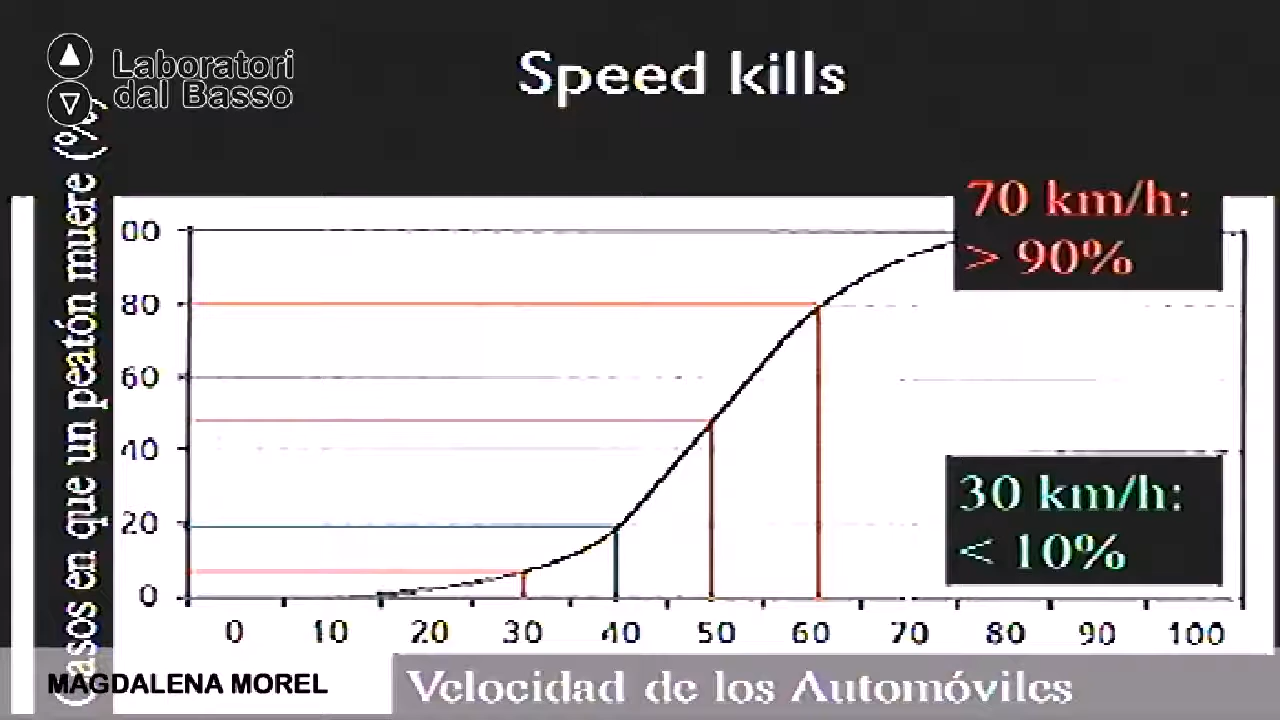 Laboratori
dal Basso
Speed kills
Casos en que un peatón muere (%)
70 km/h:
> 90%
30 km/h:
< 10%
00
80
60
40
20
0
0 10 20 30 40 50 60 70 80 90 100
MAGDALENA MOREL
Velocidad de los Automóviles